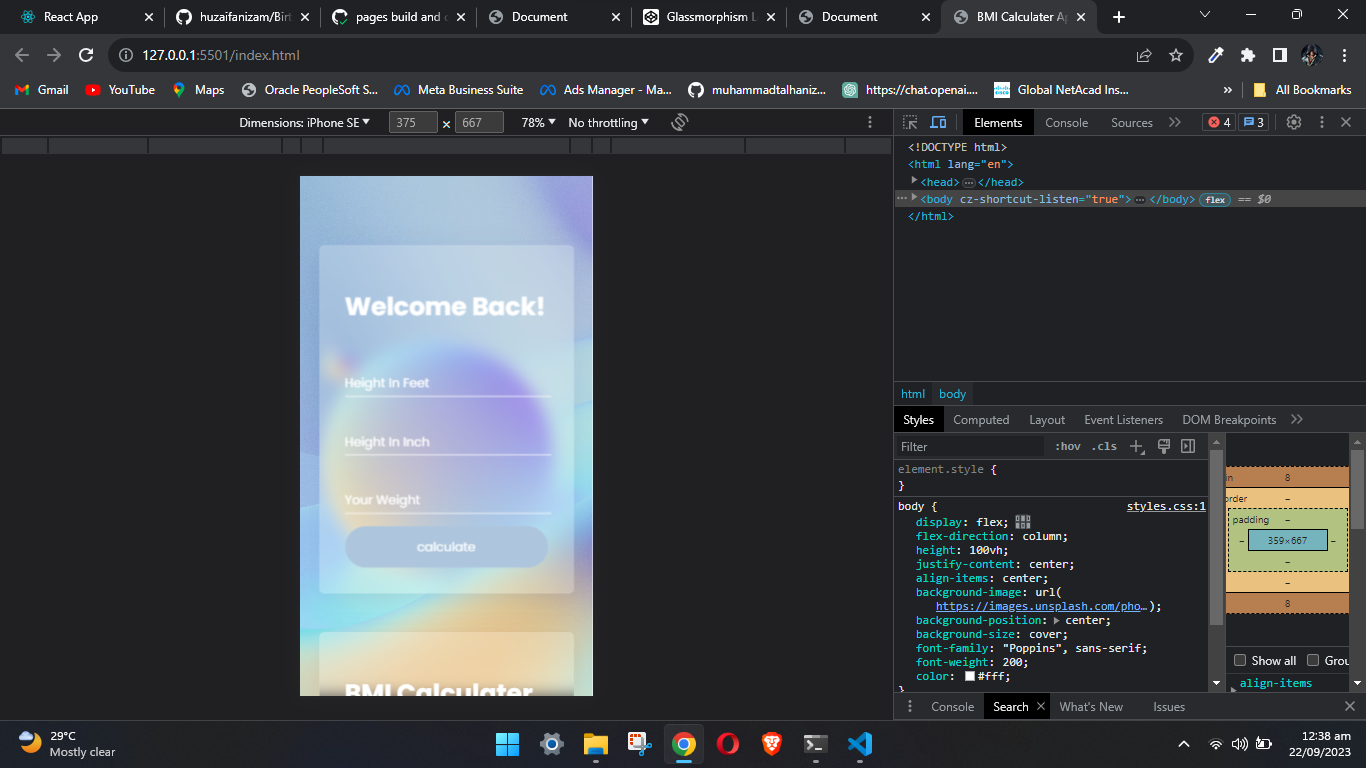 React App
huzaifanizam/Birt
pages build and d
Document
Glassmorphism L
Document
BMI Calculater Ap
127.0.0.1:5501/index.html
Gmail
YouTube
Maps
Oracle PeopleSoft S...
Meta Business Suite
Ads Manager - Ma...
muhammadtalhaniz...
https://chat.openai....
Global NetAcad Ins...
»
All Bookmarks
Dimensions: iPhone SE
375 x 667
78%
No throttling
Elements
Console
Sources
4
3
<!DOCTYPE html>
<html lang="en">
<head> ⋯ </head>
<body cz-shortcut-listen="true"> ⋯ </body> flex == $0
</html>
Welcome Back!
Height In Feet
Height In Inch
Your Weight
calculate
BMI Calculater
html body
Styles
Computed
Layout
Event Listeners
DOM Breakpoints
Filter
:hov .cls
element.style {
}
body {
styles.css:1
display: flex;
flex-direction: column;
height: 100vh;
justify-content: center;
align-items: center;
background-image: url(
https://images.unsplash.com/pho…);
background-position: center;
background-size: cover;
font-family: "Poppins", sans-serif;
font-weight: 200;
color: #fff;
}
in 8
order –
padding –
– 359×667 –
–
–
8
Show all
Grou
align-items
Console
Search
What's New
Issues
29°C
Mostly clear
12:38 am
22/09/2023